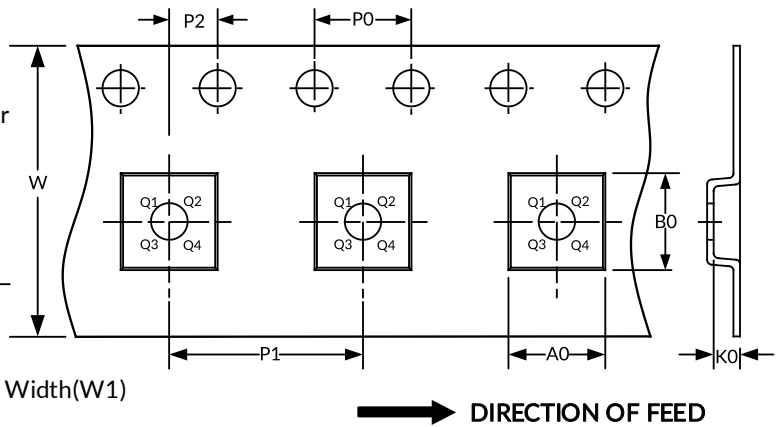 P2
P0
r
W
Q1 Q2
Q3 Q4
Q1 Q2
Q3 Q4
Q1 Q2
Q3 Q4
B0
P1
A0
K0
Width(W1)
DIRECTION OF FEED